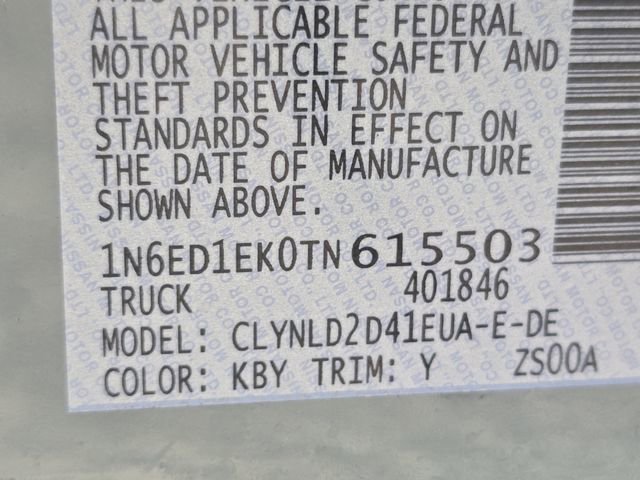 ALL APPLICABLE FEDERAL
MOTOR VEHICLE SAFETY AND
THEFT PREVENTION
STANDARDS IN EFFECT ON
THE DATE OF MANUFACTURE
SHOWN ABOVE.
1N6ED1EK0TN615503
TRUCK 401846
MODEL: CLYNLD2D41EUA-E-DE
COLOR: KBY TRIM: Y ZS00A